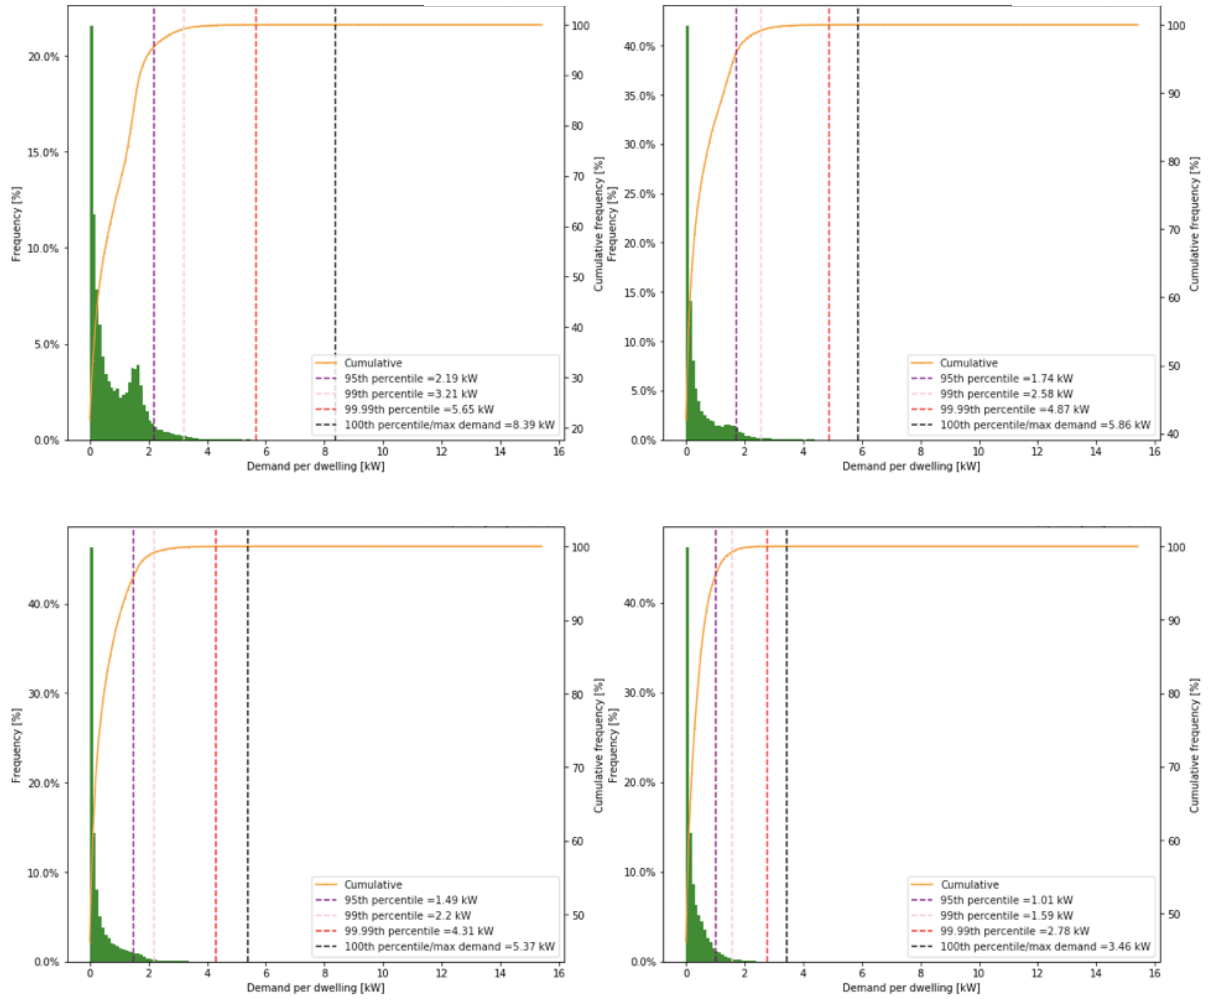 20.0%
15.0%
10.0%
5.0%
0.0%
Frequency [%]
100
90
80
70
60
50
40
30
20
Cumulative frequency [%]
Cumulative
95th percentile =2.19 kW
99th percentile =3.21 kW
99.99th percentile =5.65 kW
100th percentile/max demand =8.39 kW
0 2 4 6 8 10 12 14 16
Demand per dwelling [kW]
40.0%
35.0%
30.0%
25.0%
20.0%
15.0%
10.0%
5.0%
0.0%
Frequency [%]
100
90
80
70
60
50
40
Cumulative frequency [%]
Cumulative
95th percentile =1.74 kW
99th percentile =2.58 kW
99.99th percentile =4.87 kW
100th percentile/max demand =5.86 kW
0 2 4 6 8 10 12 14 16
Demand per dwelling [kW]
40.0%
30.0%
20.0%
10.0%
0.0%
Frequency [%]
100
90
80
70
60
50
Cumulative frequency [%]
Cumulative
95th percentile =1.49 kW
99th percentile =2.2 kW
99.99th percentile =4.31 kW
100th percentile/max demand =5.37 kW
0 2 4 6 8 10 12 14 16
Demand per dwelling [kW]
40.0%
30.0%
20.0%
10.0%
0.0%
Frequency [%]
100
90
80
70
60
50
Cumulative frequency [%]
Cumulative
95th percentile =1.01 kW
99th percentile =1.59 kW
99.99th percentile =2.78 kW
100th percentile/max demand =3.46 kW
0 2 4 6 8 10 12 14 16
Demand per dwelling [kW]